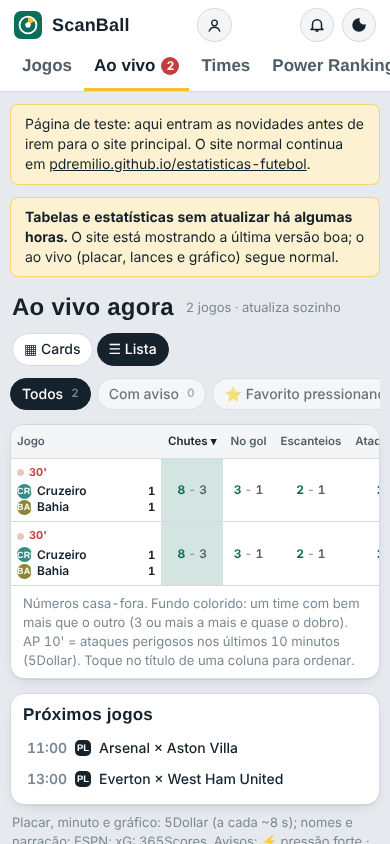 ScanBall
Jogos Ao vivo 2 Times Power Ranking
Página de teste: aqui entram as novidades antes de
irem para o site principal. O site normal continua
em pdremilio.github.io/estatisticas-futebol.
Tabelas e estatísticas sem atualizar há algumas
horas. O site está mostrando a última versão boa; o
ao vivo (placar, lances e gráfico) segue normal.
Ao vivo agora 2 jogos · atualiza sozinho
▦ Cards ☰ Lista
Todos 2 Com aviso 0 ⭐ Favorito pressionand
Jogo Chutes ▾ No gol Escanteios
30'
CR Cruzeiro 1
BA Bahia 1
8 - 3 3 - 1 2 - 1
30'
CR Cruzeiro 1
BA Bahia 1
8 - 3 3 - 1 2 - 1
Números casa-fora. Fundo colorido: um time com bem
mais que o outro (3 ou mais a mais e quase o dobro).
AP 10' = ataques perigosos nos últimos 10 minutos
(5Dollar). Toque no título de uma coluna para ordenar.
Próximos jogos
11:00 PL Arsenal × Aston Villa
13:00 PL Everton × West Ham United
Placar, minuto e gráfico: 5Dollar (a cada ~8 s); nomes e
narração: ESPN; xG: 365Scores. Avisos: ⚡ pressão forte ·